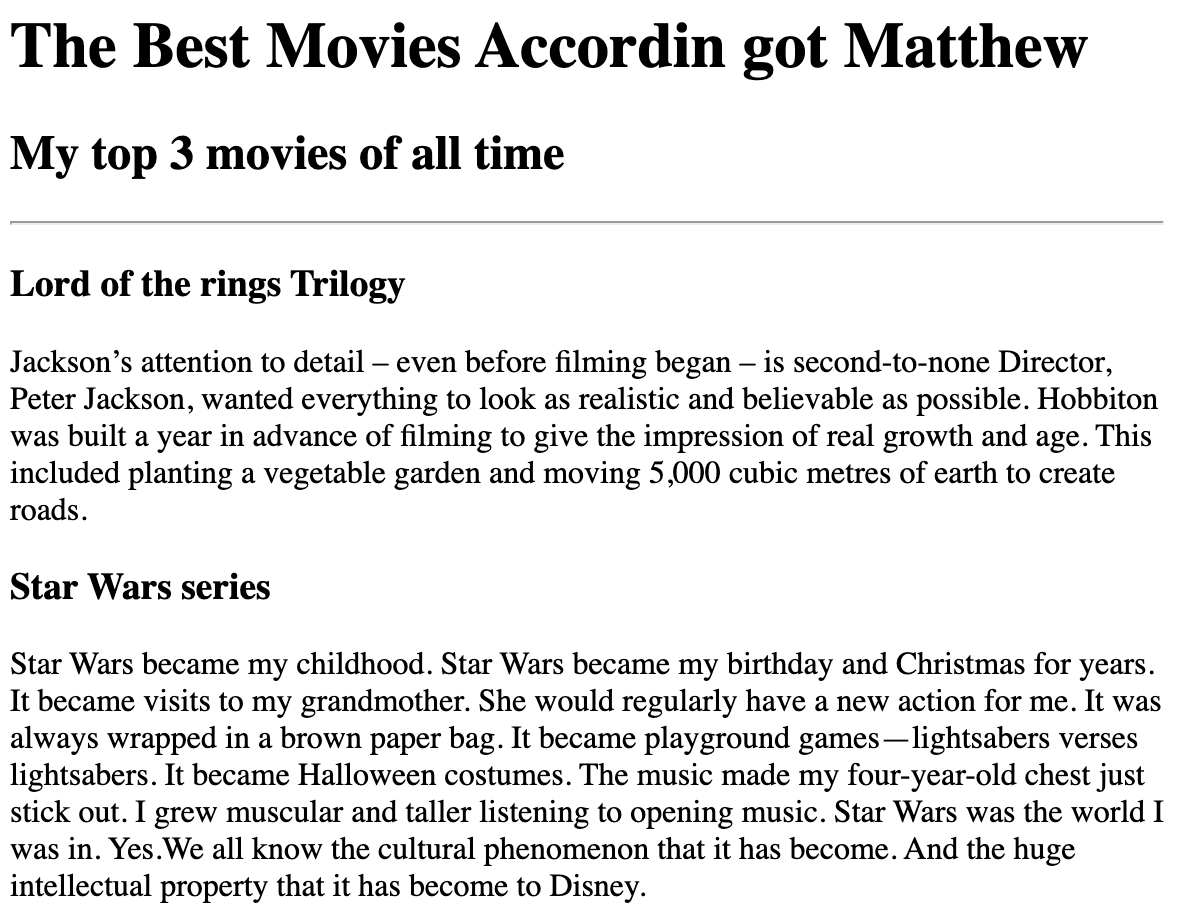 The Best Movies Accordin got Matthew
My top 3 movies of all time
Lord of the rings Trilogy
Jackson’s attention to detail – even before filming began – is second-to-none Director,
Peter Jackson, wanted everything to look as realistic and believable as possible. Hobbiton
was built a year in advance of filming to give the impression of real growth and age. This
included planting a vegetable garden and moving 5,000 cubic metres of earth to create
roads.
Star Wars series
Star Wars became my childhood. Star Wars became my birthday and Christmas for years.
It became visits to my grandmother. She would regularly have a new action for me. It was
always wrapped in a brown paper bag. It became playground games—lightsabers verses
lightsabers. It became Halloween costumes. The music made my four-year-old chest just
stick out. I grew muscular and taller listening to opening music. Star Wars was the world I
was in. Yes.We all know the cultural phenomenon that it has become. And the huge
intellectual property that it has become to Disney.